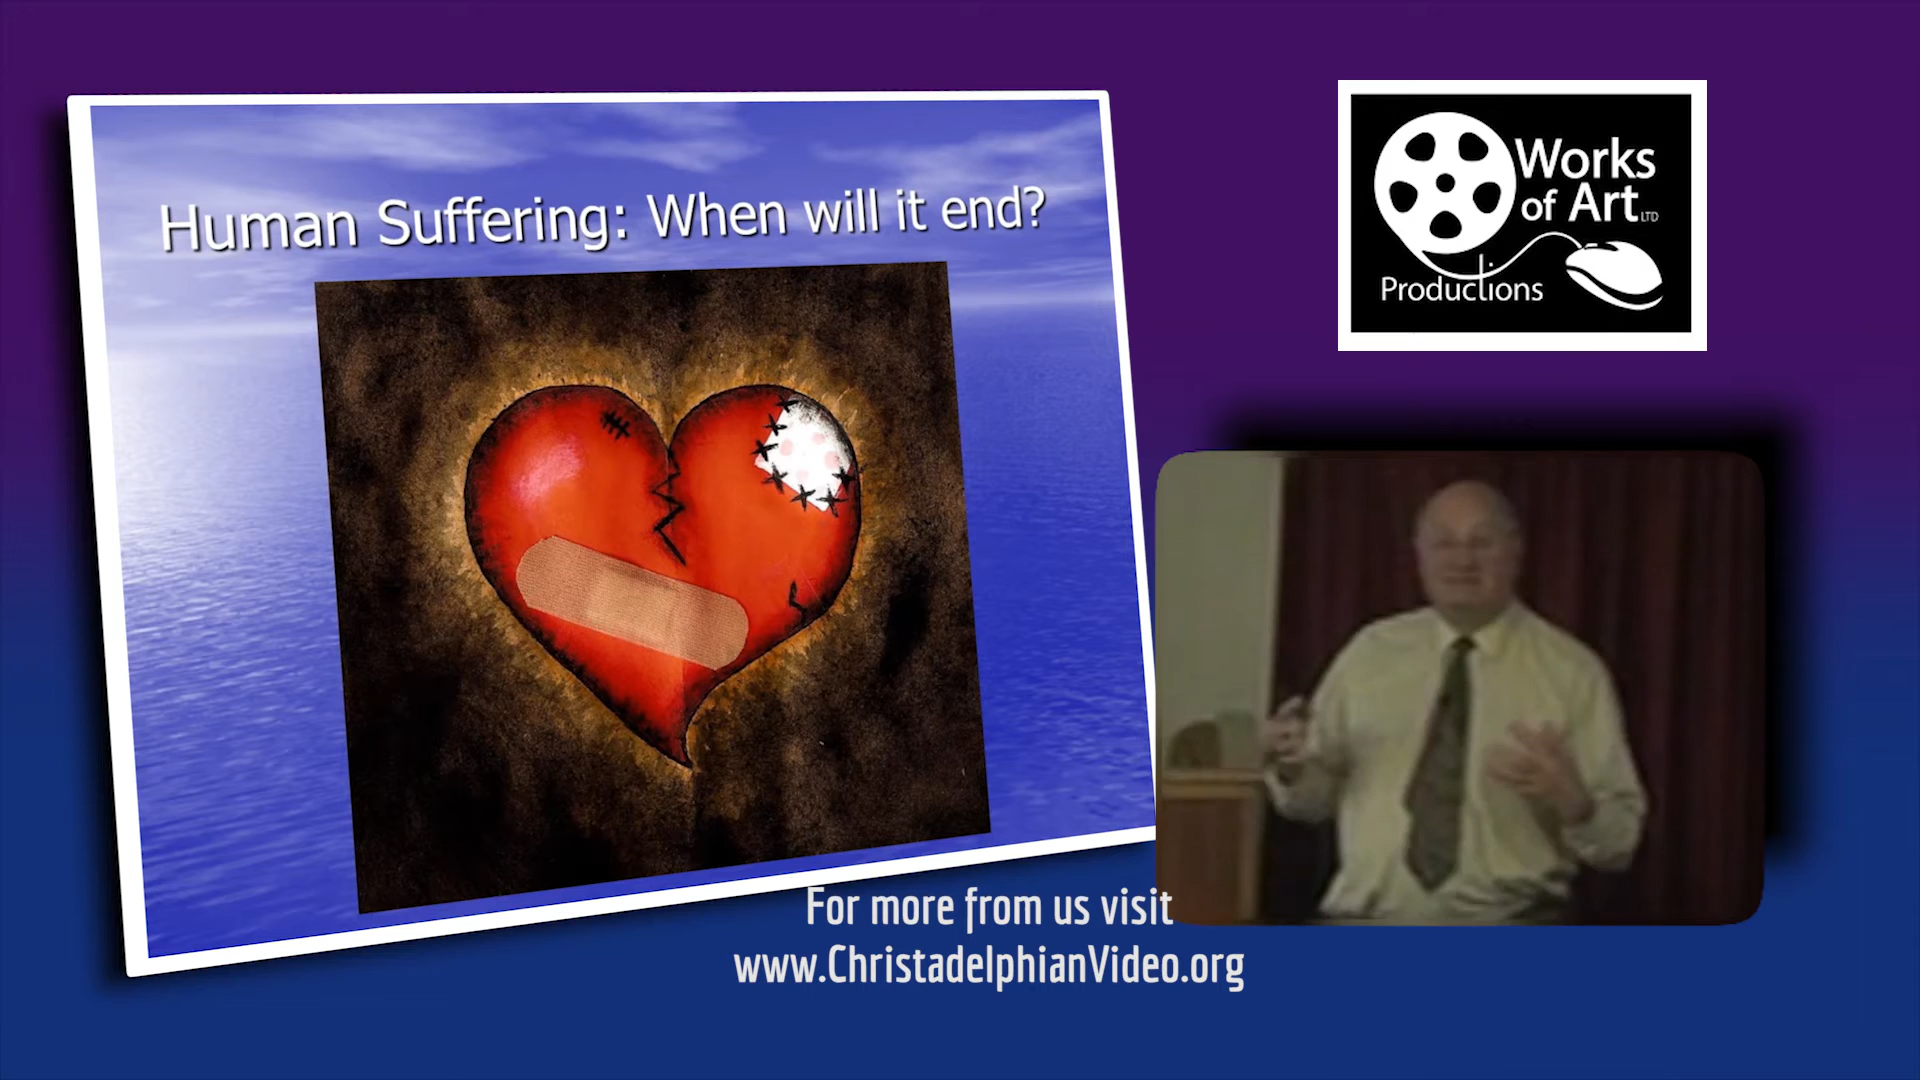 Human Suffering: When will it end?
Works
of Art LTD
Productions
For more from us visit
www.ChristadelphianVideo.org